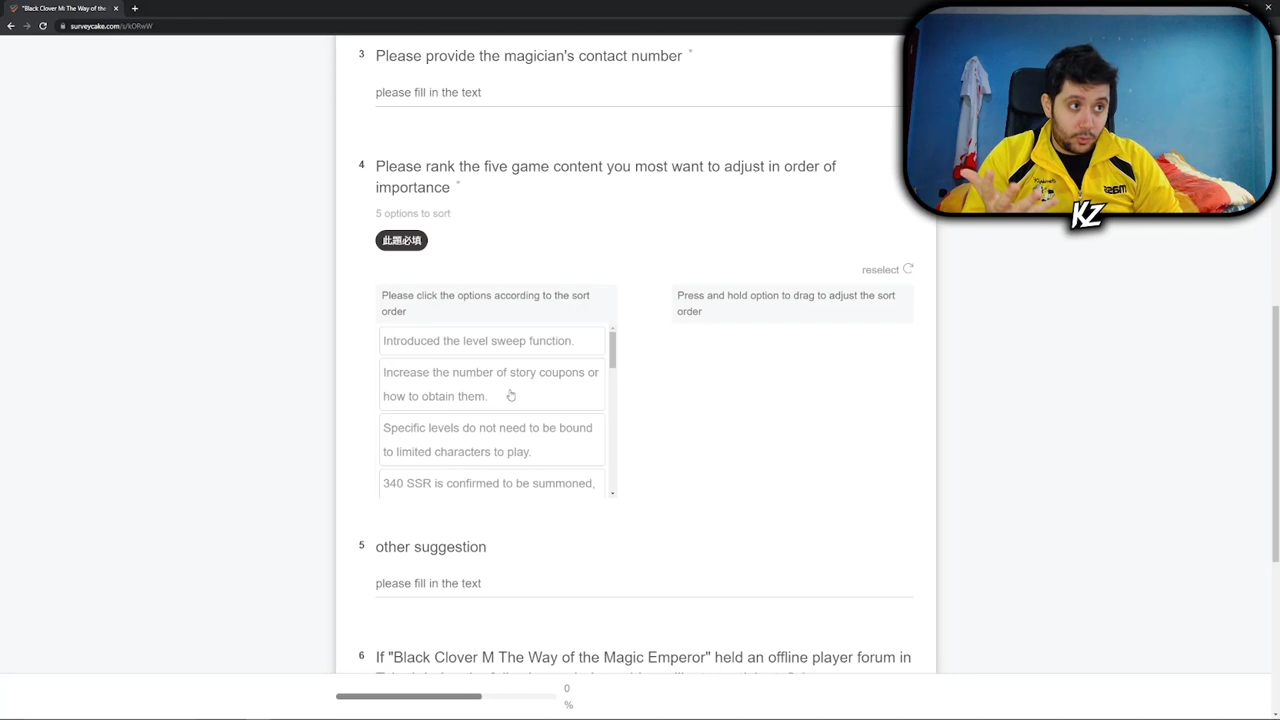 "Black Clover M: The Way of the
surveycake.com/s/kORwW
3 Please provide the magician's contact number *
please fill in the text
4 Please rank the five game content you most want to adjust in order of
importance *
5 options to sort
此題必填
reselect
Please click the options according to the sort
order
Press and hold option to drag to adjust the sort
order
Introduced the level sweep function.
Increase the number of story coupons or
how to obtain them.
Specific levels do not need to be bound
to limited characters to play.
340 SSR is confirmed to be summoned,
5 other suggestion
please fill in the text
6 If "Black Clover M The Way of the Magic Emperor" held an offline player forum in
0
%
KZ